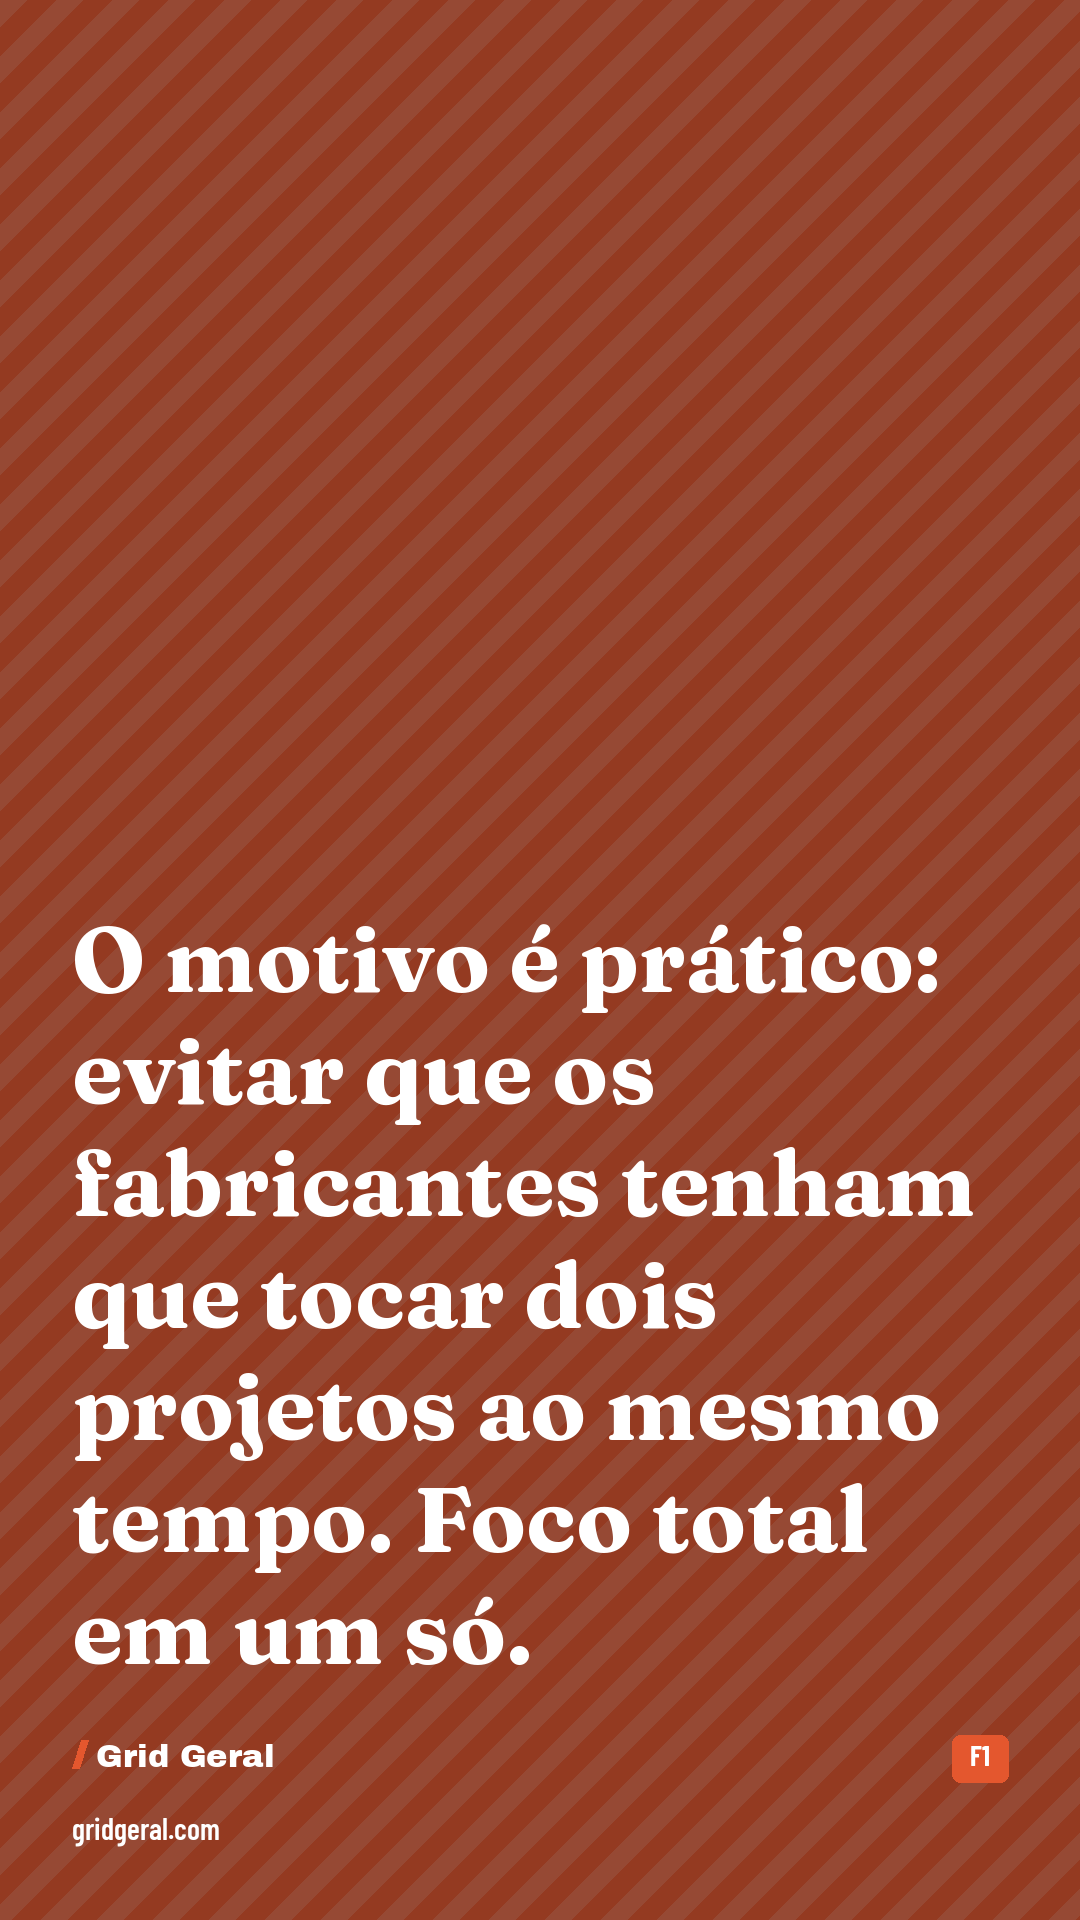 O motivo é prático:
evitar que os
fabricantes tenham
que tocar dois
projetos ao mesmo
tempo. Foco total
em um só.
/ Grid Geral
F1
gridgeral.com